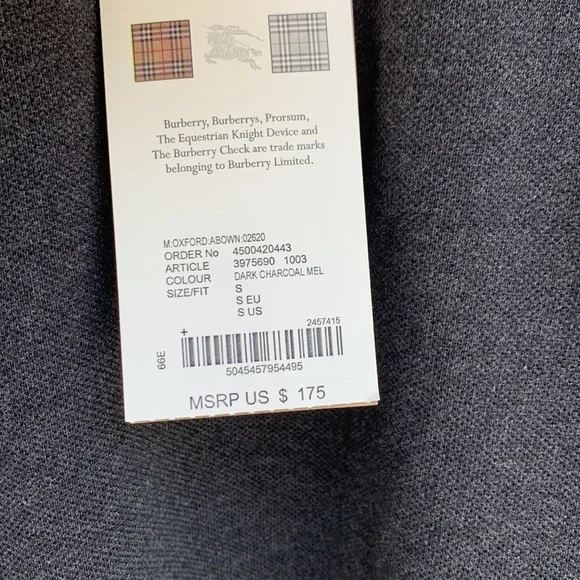 Burberry, Burberrys, Prorsum,
The Equestrian Knight Device and
The Burberry Check are trade marks
belonging to Burberry Limited.
M:OXFORD:ABOWN:02620
ORDER No 4500420443
ARTICLE 3975690 1003
COLOUR DARK CHARCOAL MEL
SIZE/FIT S
S EU
S US
+
2457415
66E
5045457954495
MSRP US $ 175